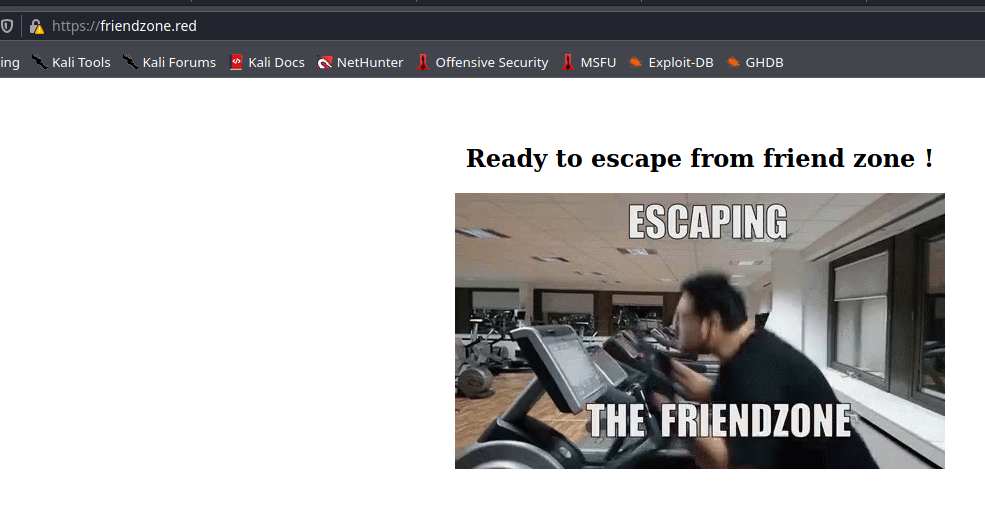 https://friendzone.red
ing Kali Tools Kali Forums Kali Docs NetHunter Offensive Security MSFU Exploit-DB GHDB
Ready to escape from friend zone !
ESCAPING
THE FRIENDZONE